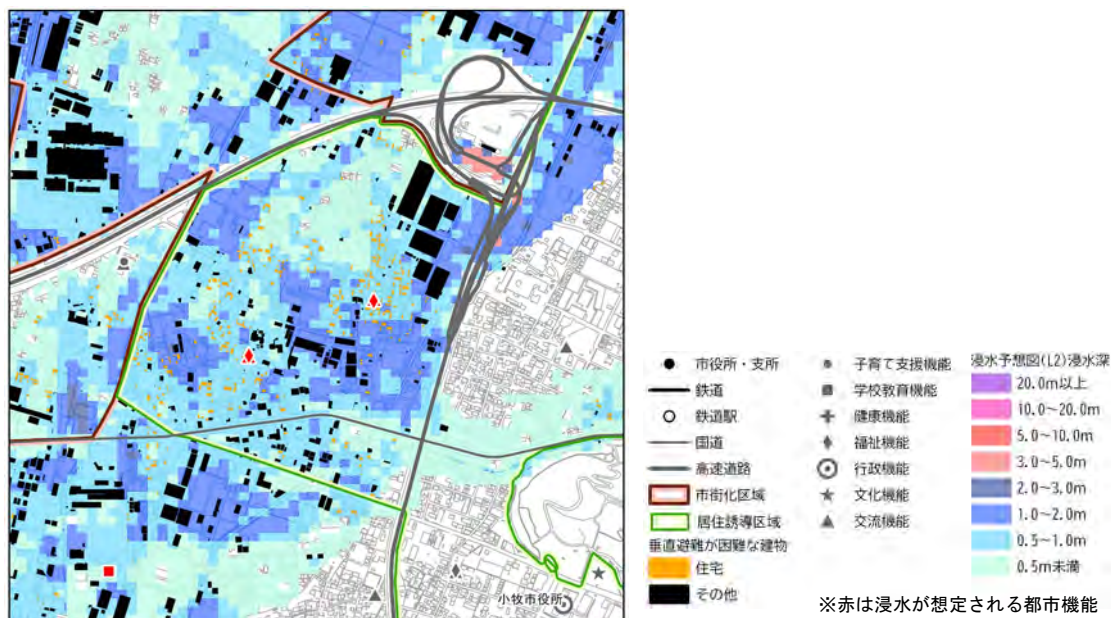 小牧市役所
市役所・支所
鉄道
鉄道駅
国道
高速道路
市街化区域
居住誘導区域
垂直避難が困難な建物
住宅
その他
子育て支援機能
学校教育機能
健康機能
福祉機能
行政機能
文化機能
交流機能
浸水予想図(L2)浸水深
20.0m以上
10.0～20.0m
5.0～10.0m
3.0～5.0m
2.0～3.0m
1.0～2.0m
0.5～1.0m
0.5m未満
※赤は浸水が想定される都市機能